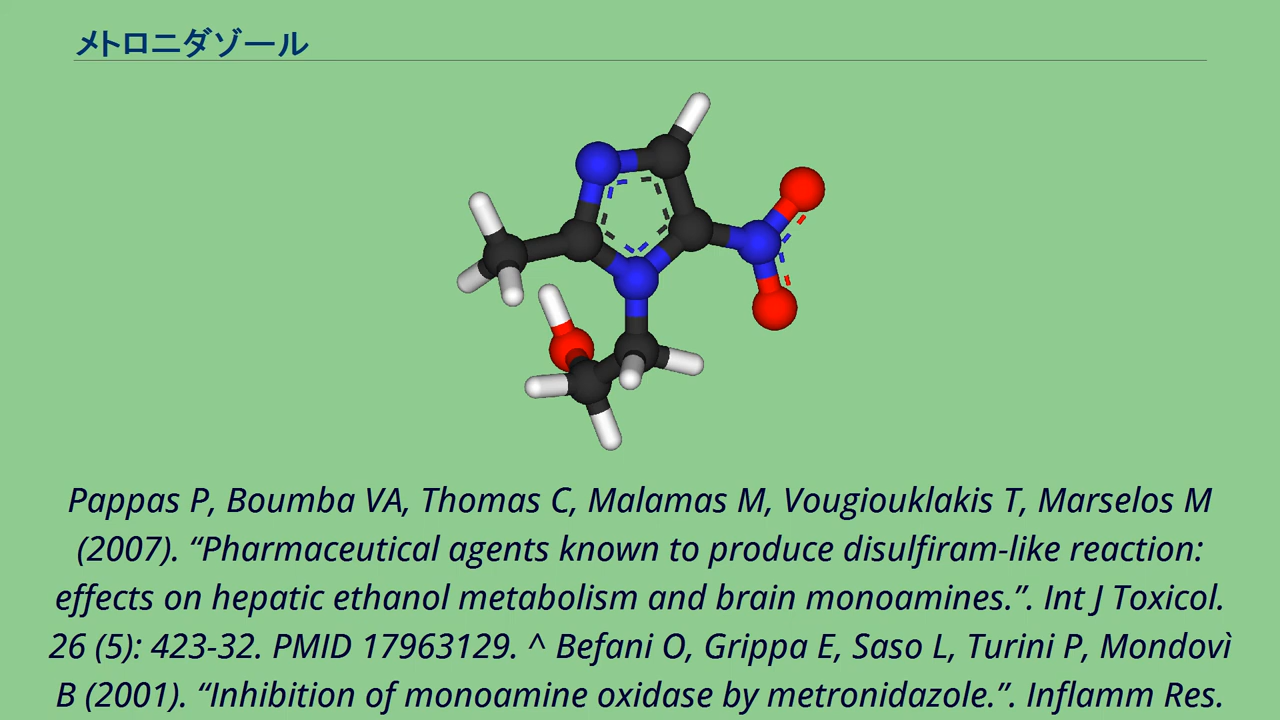 メトロニダゾール
Pappas P, Boumba VA, Thomas C, Malamas M, Vougiouklakis T, Marselos M
(2007). “Pharmaceutical agents known to produce disulfiram-like reaction:
effects on hepatic ethanol metabolism and brain monoamines.”. Int J Toxicol.
26 (5): 423-32. PMID 17963129. ^ Befani O, Grippa E, Saso L, Turini P, Mondovì
B (2001). “Inhibition of monoamine oxidase by metronidazole.”. Inflamm Res.